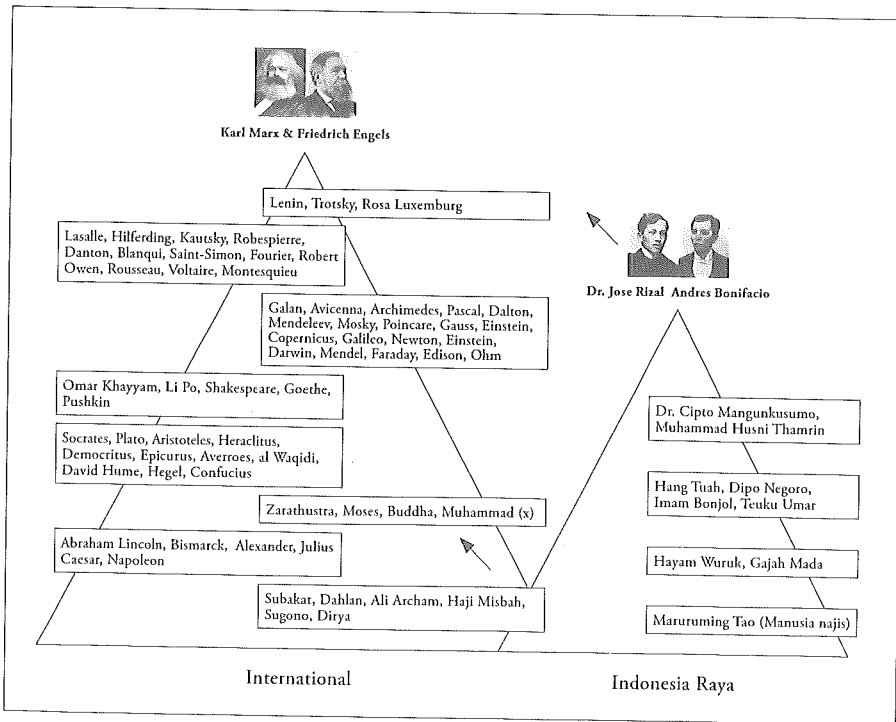 Karl Marx & Friedrich Engels
Lenin, Trotsky, Rosa Luxemburg
Lasalle, Hilferding, Kautsky, Robespierre,
Danton, Blanqui, Saint-Simon, Fourier, Robert
Owen, Rousseau, Voltaire, Montesquieu
Galan, Avicenna, Archimedes, Pascal, Dalton,
Mendeleev, Mosky, Poincare, Gauss, Einstein,
Copernicus, Galileo, Newton, Einstein,
Darwin, Mendel, Faraday, Edison, Ohm
Omar Khayyam, Li Po, Shakespeare, Goethe,
Pushkin
Socrates, Plato, Aristoteles, Heraclitus,
Democritus, Epicurus, Averroes, al Waqidi,
David Hume, Hegel, Confucius
Zarathustra, Moses, Buddha, Muhammad (x)
Abraham Lincoln, Bismarck, Alexander, Julius
Caesar, Napoleon
Subakat, Dahlan, Ali Archam, Haji Misbah,
Sugono, Dirya
International
Dr. Jose Rizal Andres Bonifacio
Dr. Cipto Mangunkusumo,
Muhammad Husni Thamrin
Hang Tuah, Dipo Negoro,
Imam Bonjol, Teuku Umar
Hayam Wuruk, Gajah Mada
Maruruming Tao (Manusia najis)
Indonesia Raya